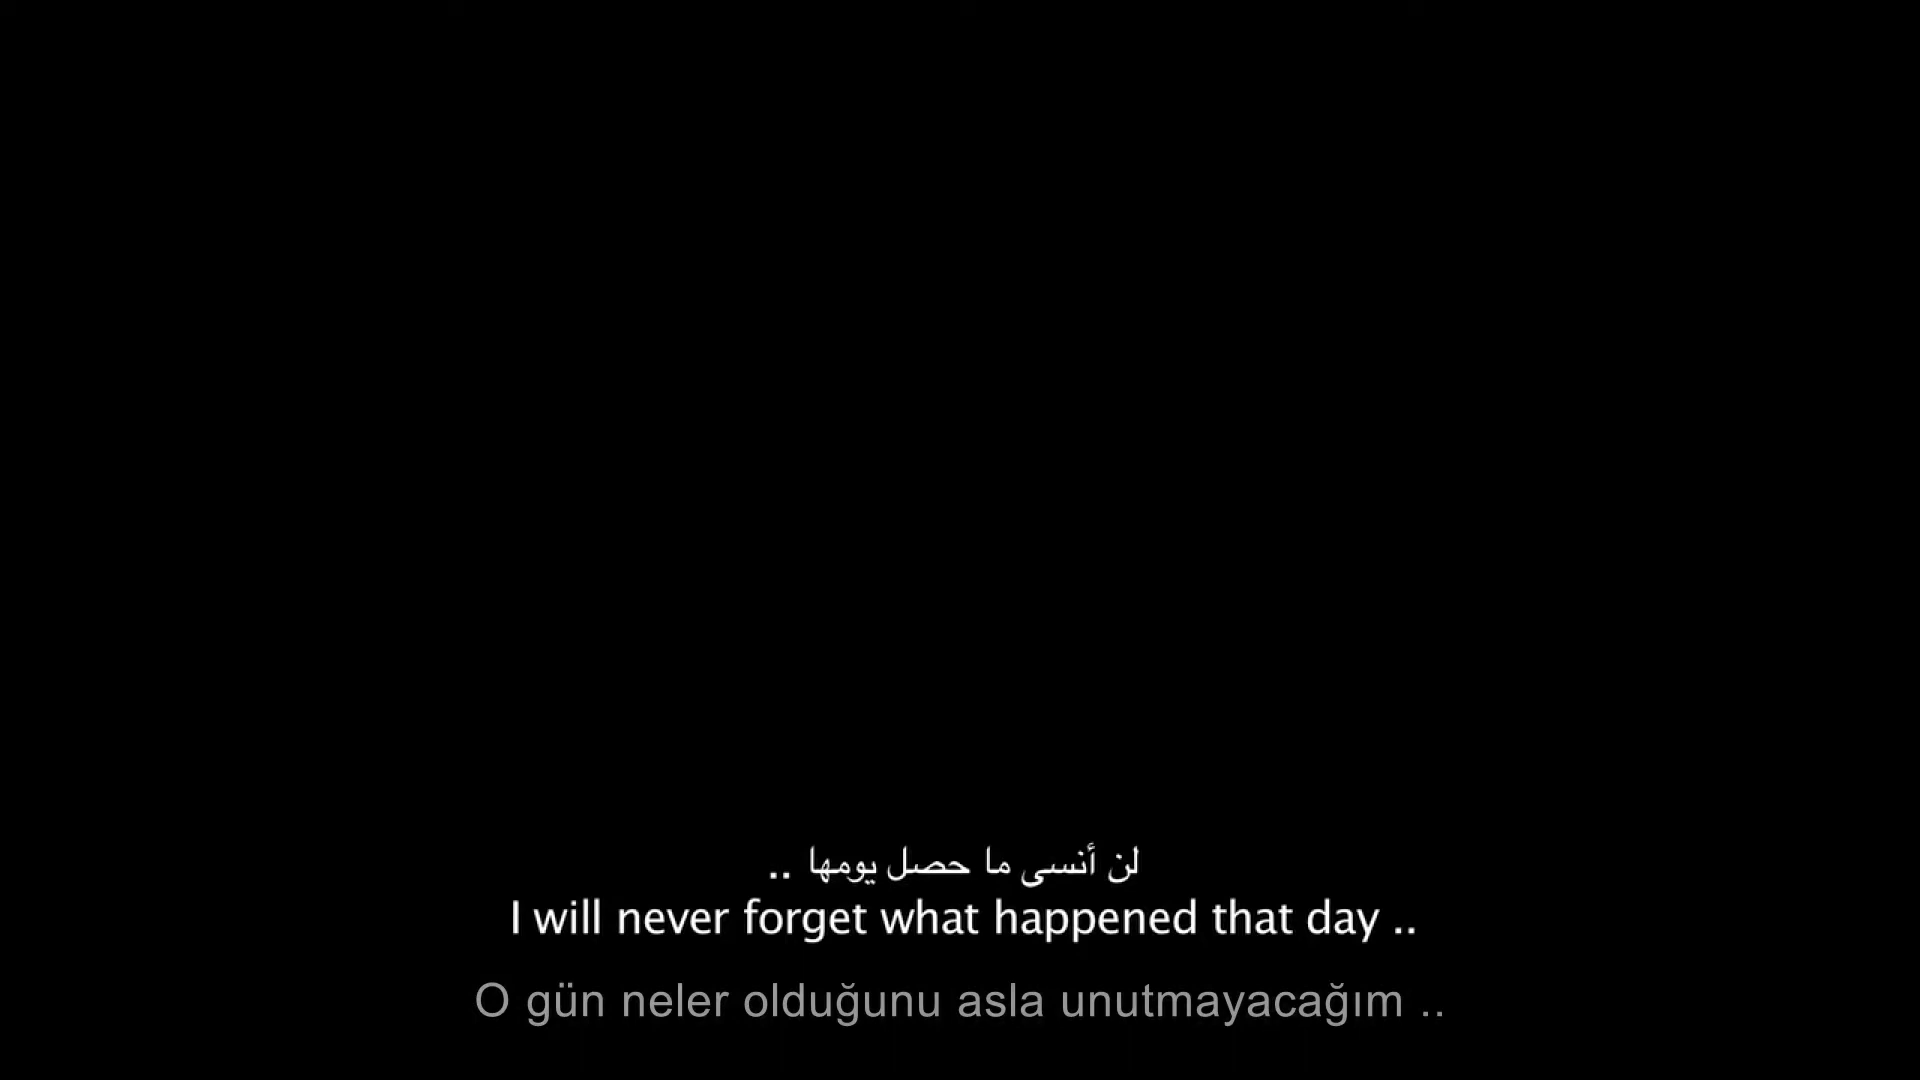 لن أنسى ما حصل يومها ..
I will never forget what happened that day ..
O gün neler olduğunu asla unutmayacağım ..